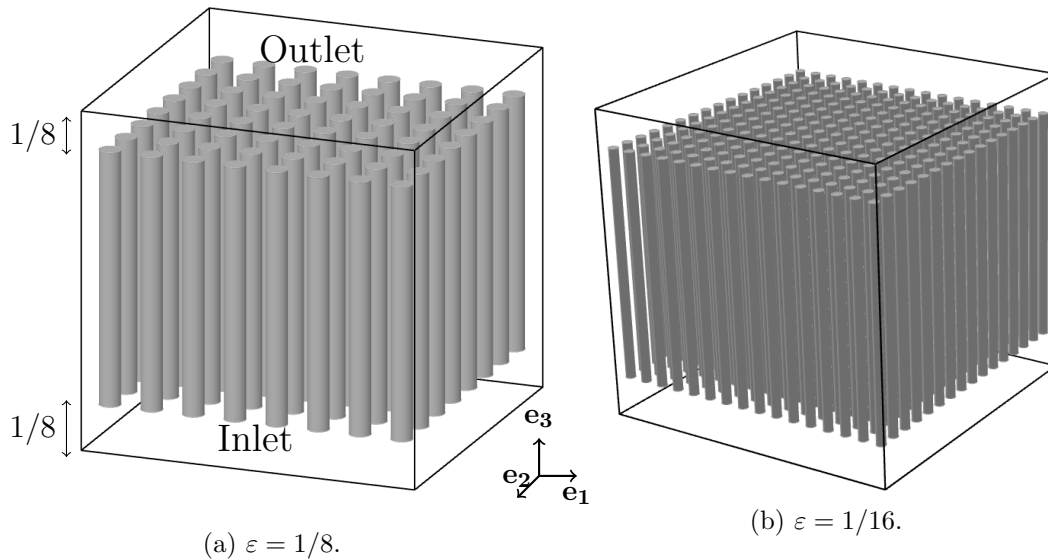 Outlet
1/8
1/8
Inlet
e₃
e₂
e₁
(a) ε = 1/8.
(b) ε = 1/16.